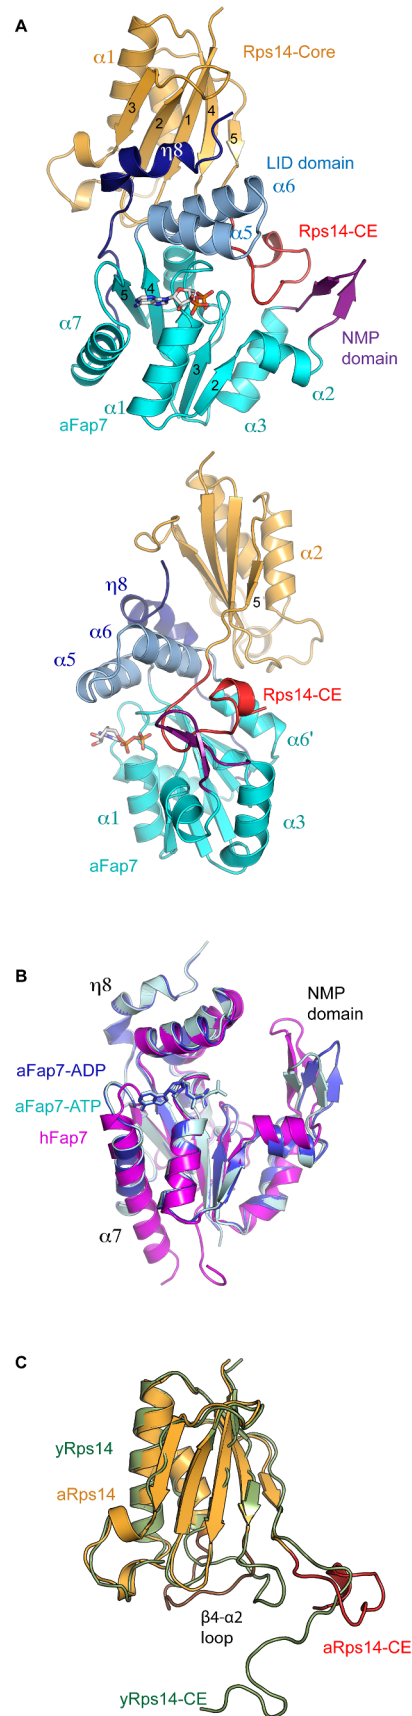 A
α1
Rps14-Core
3
2
1
4
5
η8
LID domain
α6
α5
Rps14-CE
5
4
α7
NMP
domain
3
2
α1
α2
aFap7
α3
α2
η8
5
α6
α5
Rps14-CE
α6'
α1
α3
aFap7
B
η8
NMP
domain
aFap7-ADP
aFap7-ATP
hFap7
α7
C
yRps14
aRps14
β4-α2
loop
aRps14-CE
yRps14-CE